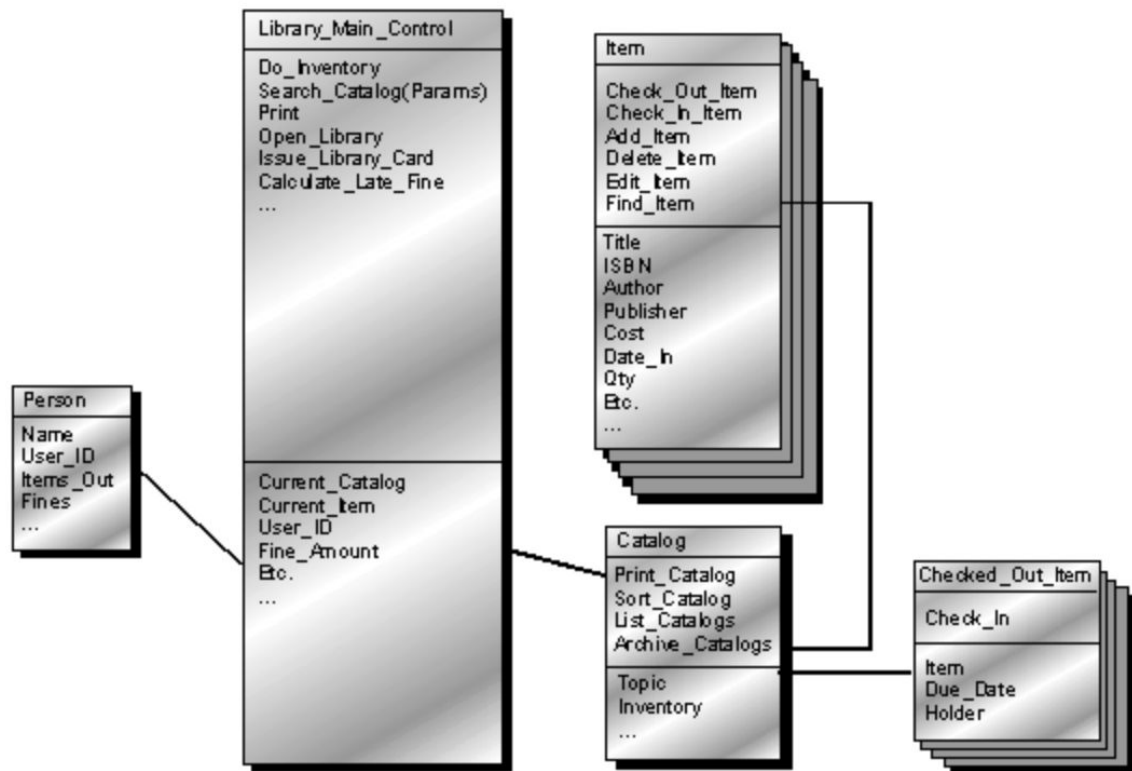 Library_Main_Control
Do_Inventory
Search_Catalog(Params)
Print
Open_Library
Issue_Library_Card
Calculate_Late_Fine
...
Current_Catalog
Current_Item
User_ID
Fine_Amount
Etc.
...
Item
Check_Out_Item
Check_In_Item
Add_Item
Delete_Item
Edit_Item
Find_Item
Title
ISBN
Author
Publisher
Cost
Date_In
Qty
Etc.
...
Person
Name
User_ID
Items_Out
Fines
...
Catalog
Print_Catalog
Sort_Catalog
List_Catalogs
Archive_Catalogs
Topic
Inventory
...
Checked_Out_Item
Check_In
Item
Due_Date
Holder